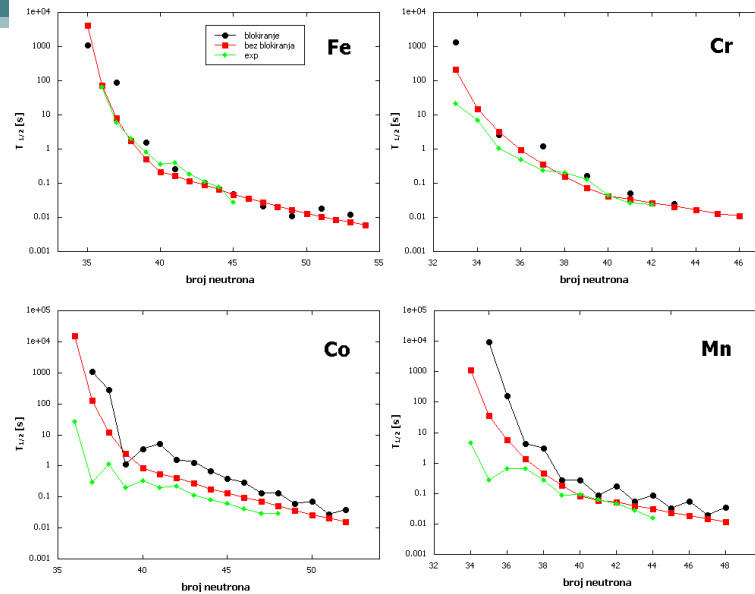 1e+04
1000
100
10
1
0.1
0.01
0.001
T 1/2 [s]
35 40 45 50 55
broj neutrona
blokiranje
bez blokiranja
exp
Fe
1e+04
1000
100
10
1
0.1
0.01
0.001
T 1/2 [s]
32 34 36 38 40 42 44 46
broj neutrona
Cr
1e+05
1e+04
1000
100
10
1
0.1
0.01
0.001
T1/2 [s]
35 40 45 50
broj neutrona
Co
1e+05
1e+04
1000
100
10
1
0.1
0.01
0.001
T1/2 [s]
32 34 36 38 40 42 44 46 48
broj neutrona
Mn